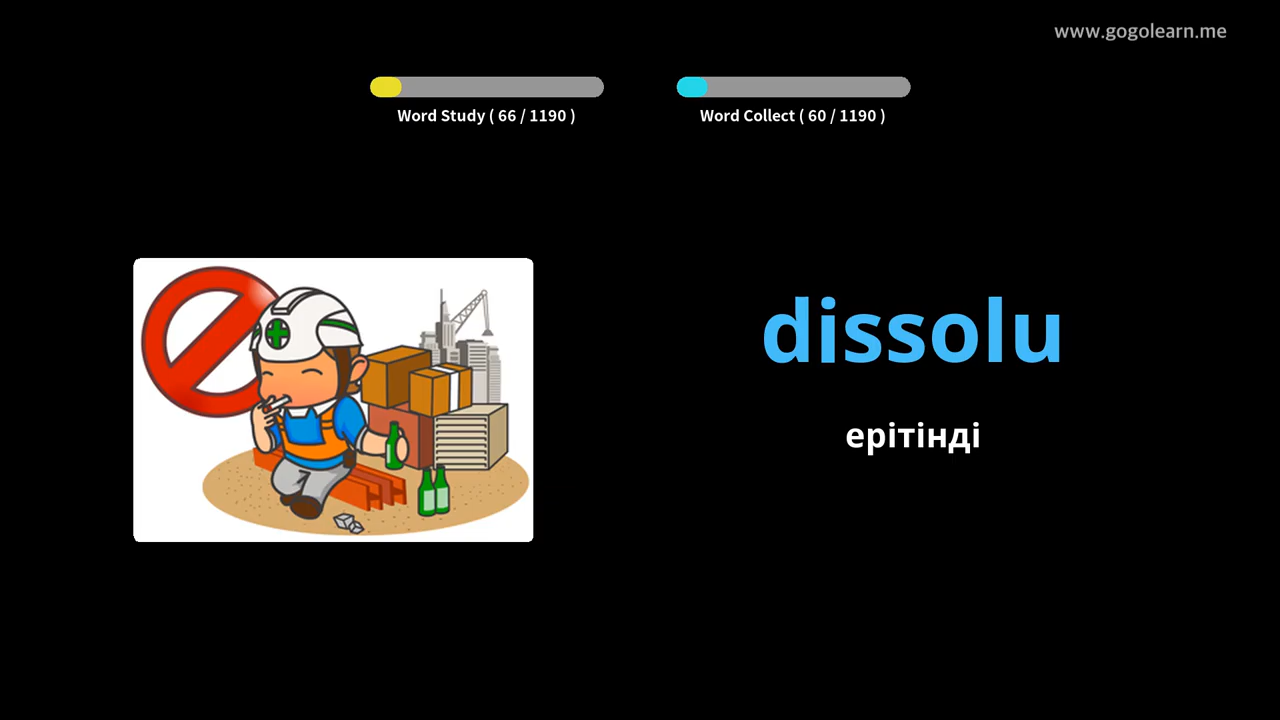 www.gogolearn.me
Word Study ( 66 / 1190 )
Word Collect ( 60 / 1190 )
dissolu
ерітінді